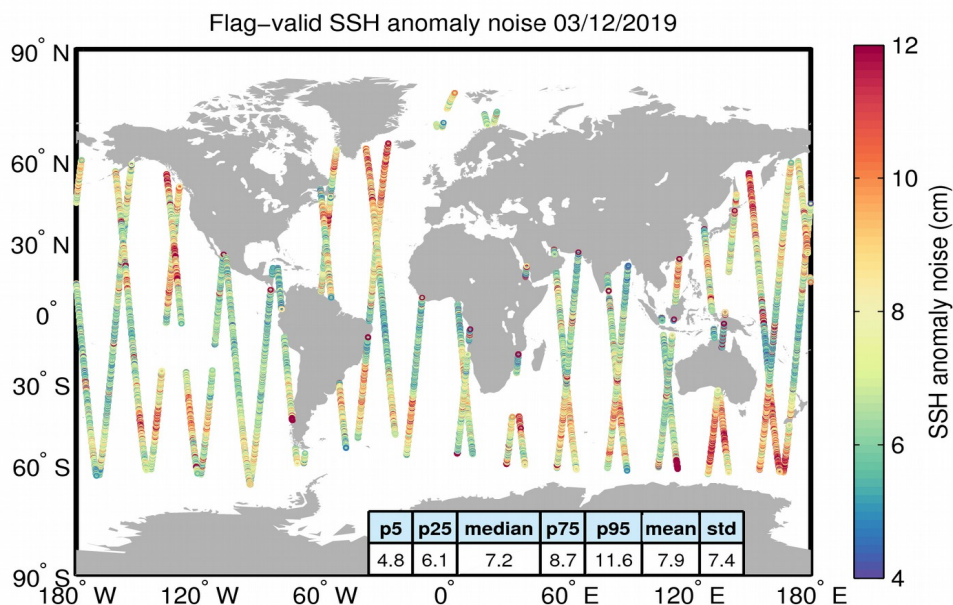 Flag−valid SSH anomaly noise 03/12/2019
90° N
60° N
30° N
0°
30° S
60° S
90° S
180° W
120° W
60° W
0°
60° E
120° E
180° E
p5 p25 median p75 p95 mean std
4.8 6.1 7.2 8.7 11.6 7.9 7.4
12
10
8
6
4
SSH anomaly noise (cm)